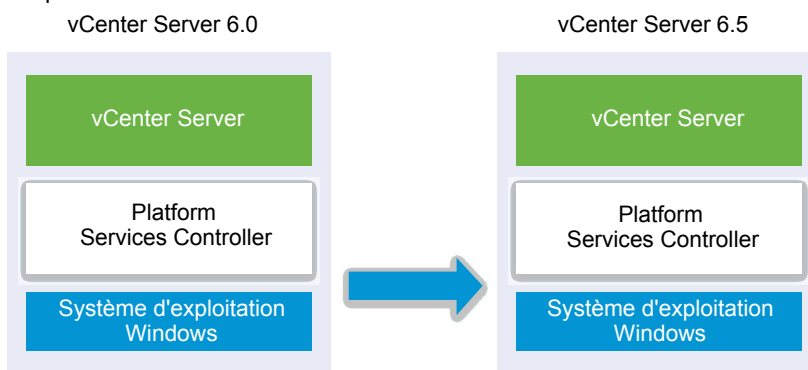 vCenter Server 6.0
vCenter Server 6.5
vCenter Server
Platform
Services Controller
Système d'exploitation
Windows
vCenter Server
Platform
Services Controller
Système d'exploitation
Windows